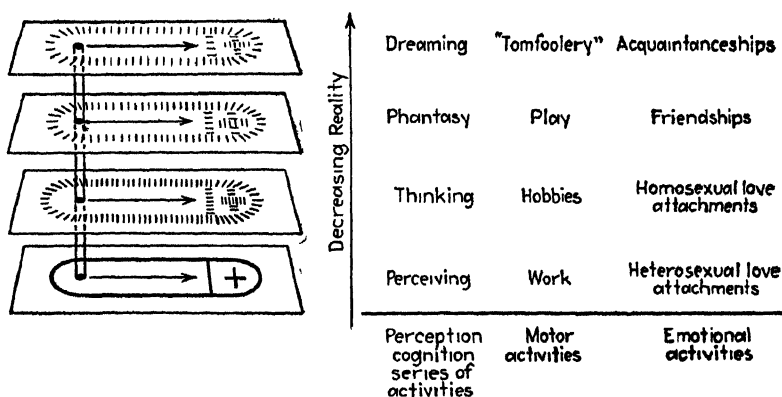 Decreasing Reality
Dreaming "Tomfoolery" Acquaintanceships
Phantasy Play Friendships
Thinking Hobbies Homosexual love
attachments
Perceiving Work Heterosexual love
attachments
Perception Motor Emotional
cognition activities activities
series of
activities